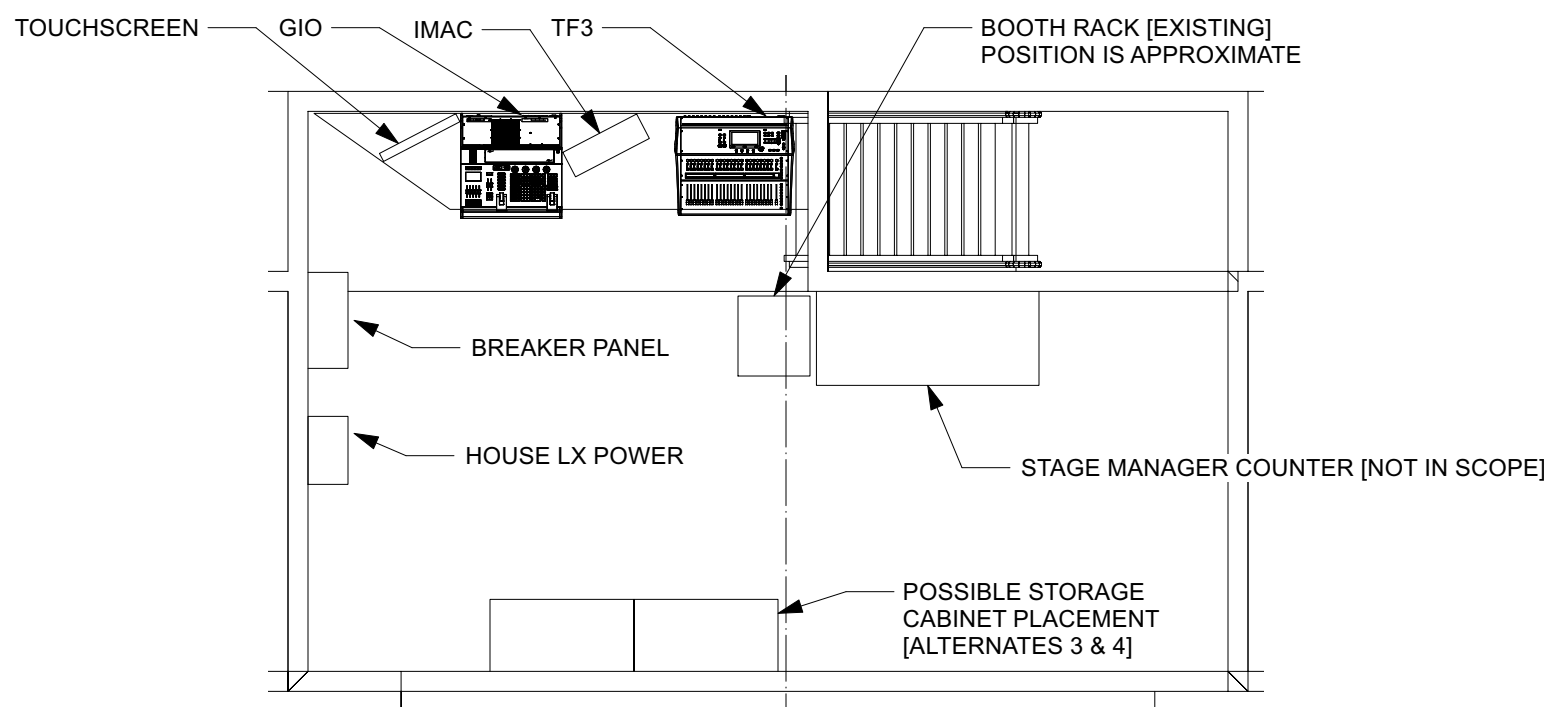 TOUCHSCREEN
GIO
IMAC
TF3
BOOTH RACK [EXISTING]
POSITION IS APPROXIMATE
BREAKER PANEL
HOUSE LX POWER
STAGE MANAGER COUNTER [NOT IN SCOPE]
POSSIBLE STORAGE
CABINET PLACEMENT
[ALTERNATES 3 & 4]